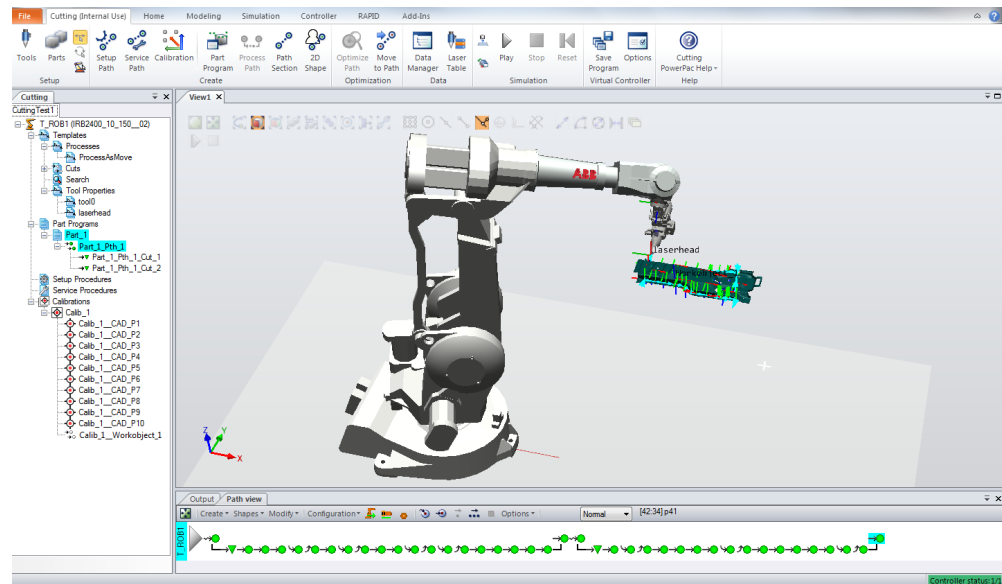 File Cutting (Internal Use) Home Modeling Simulation Controller RAPID Add-Ins
Tools Parts Setup Path Service Path Calibration Part Program Process Path Path Section 2D Shape Optimize Path Move to Path Data Manager Laser Table Play Stop Reset Save Program Options Cutting PowerPac Help
Setup Create Optimization Data Simulation Virtual Controller Help
Cutting
View1
CuttingTest1
T_ROB1 (IRB2400_10_150__02)
Templates
Processes
ProcessAsMove
Cuts
Search
Tool Properties
tool0
laserhead
Part Programs
Part_1
Part_1_Pth_1
Part_1_Pth_1_Cut_1
Part_1_Pth_1_Cut_2
Setup Procedures
Service Procedures
Calibrations
Calib_1
Calib_1__CAD_P1
Calib_1__CAD_P2
Calib_1__CAD_P3
Calib_1__CAD_P4
Calib_1__CAD_P5
Calib_1__CAD_P6
Calib_1__CAD_P7
Calib_1__CAD_P8
Calib_1__CAD_P9
Calib_1__CAD_P10
Calib_1__Workobject_1
ABB
laserhead
Z Y
X
Output Path view
Create Shapes Modify Configuration Options Normal [42:34] p41
T_ROB1
Controller status: 1/1